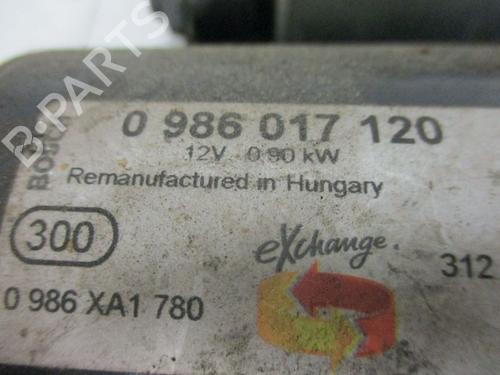 B-PARTS
BOSCH
0 986 017 120
12V 0.90 kW
Remanufactured in Hungary
300
eXchange.
312
0 986 XA1 780